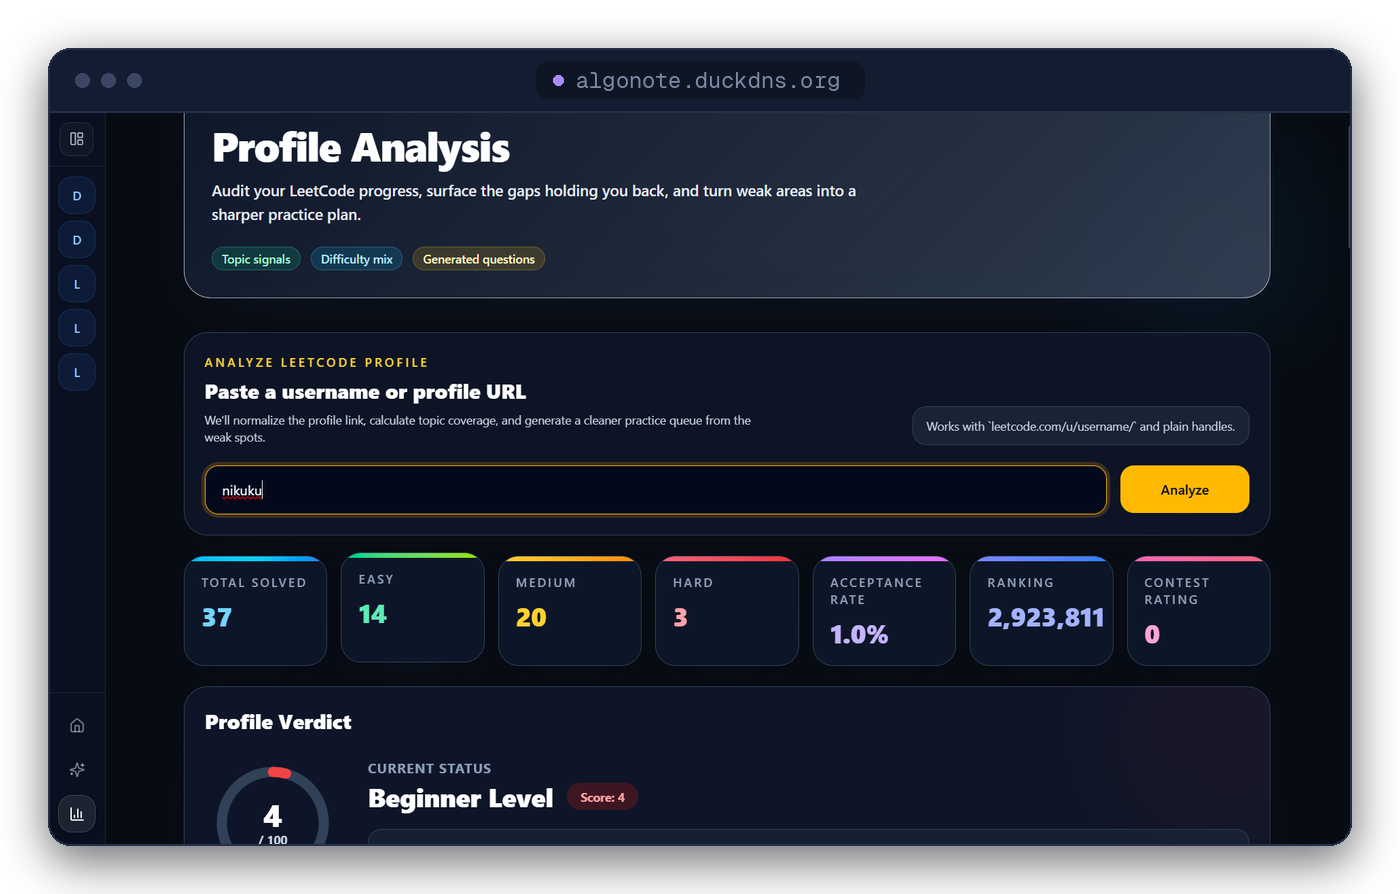 algonote.duckdns.org
Profile Analysis
Audit your LeetCode progress, surface the gaps holding you back, and turn weak areas into a
sharper practice plan.
Topic signals
Difficulty mix
Generated questions
D
D
L
L
L
ANALYZE LEETCODE PROFILE
Paste a username or profile URL
We'll normalize the profile link, calculate topic coverage, and generate a cleaner practice queue from the
weak spots.
Works with `leetcode.com/u/username/` and plain handles.
nikuku
Analyze
TOTAL SOLVED
37
EASY
14
MEDIUM
20
HARD
3
ACCEPTANCE
RATE
1.0%
RANKING
2,923,811
CONTEST
RATING
0
Profile Verdict
4
/ 100
CURRENT STATUS
Beginner Level
Score: 4